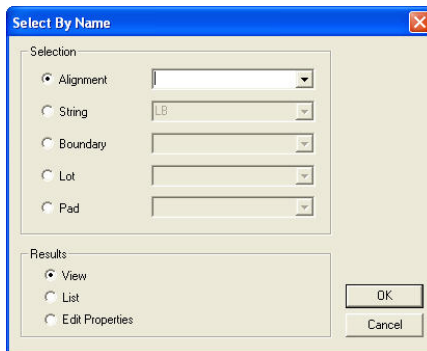 Select By Name
Selection
Alignment
String LB
Boundary
Lot
Pad
Results
View
List
Edit Properties
OK
Cancel